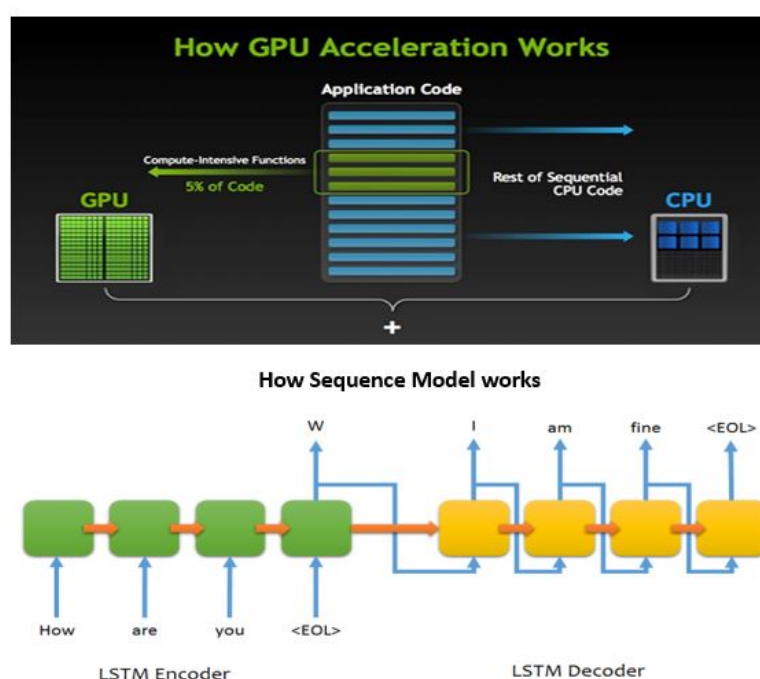 How GPU Acceleration Works
Application Code
Compute-Intensive Functions
5% of Code
Rest of Sequential
CPU Code
GPU
CPU
+
How Sequence Model works
W I am fine <EOL>
How are you <EOL>
LSTM Encoder LSTM Decoder